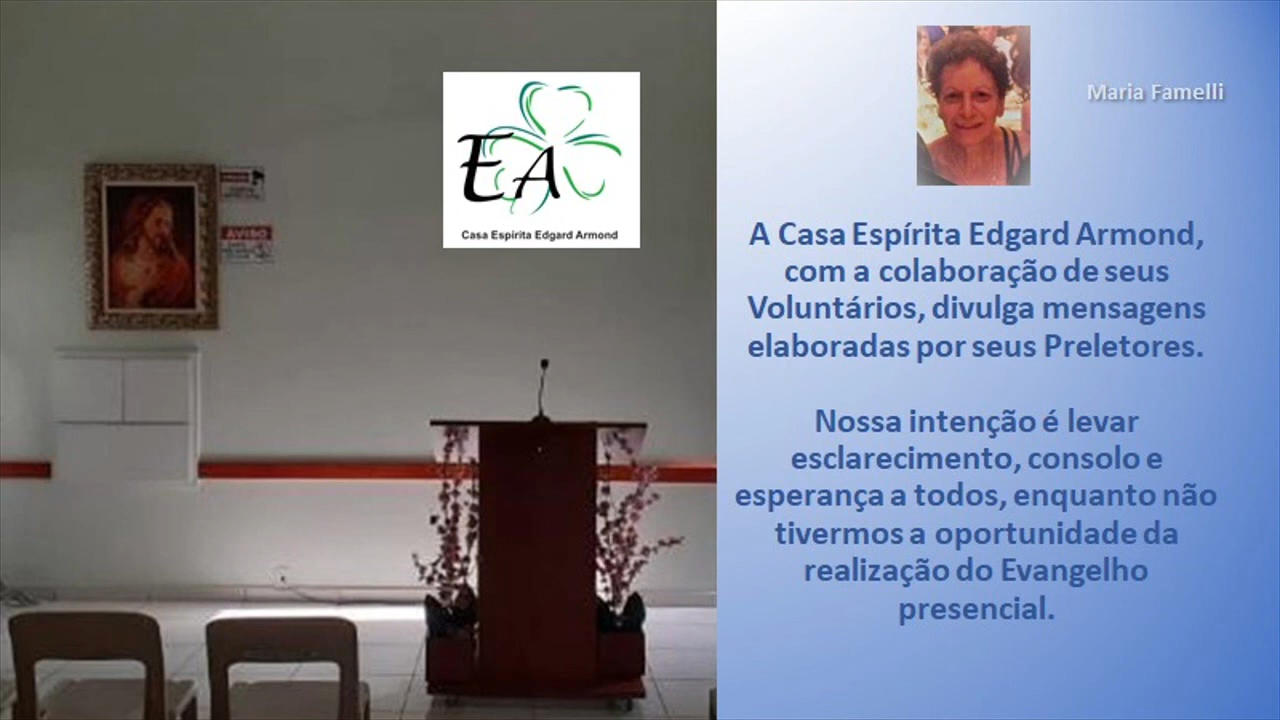 EA
Casa Espírita Edgard Armond
AVISO
Maria Famelli
A Casa Espírita Edgard Armond,
com a colaboração de seus
Voluntários, divulga mensagens
elaboradas por seus Preletores.
Nossa intenção é levar
esclarecimento, consolo e
esperança a todos, enquanto não
tivermos a oportunidade da
realização do Evangelho
presencial.